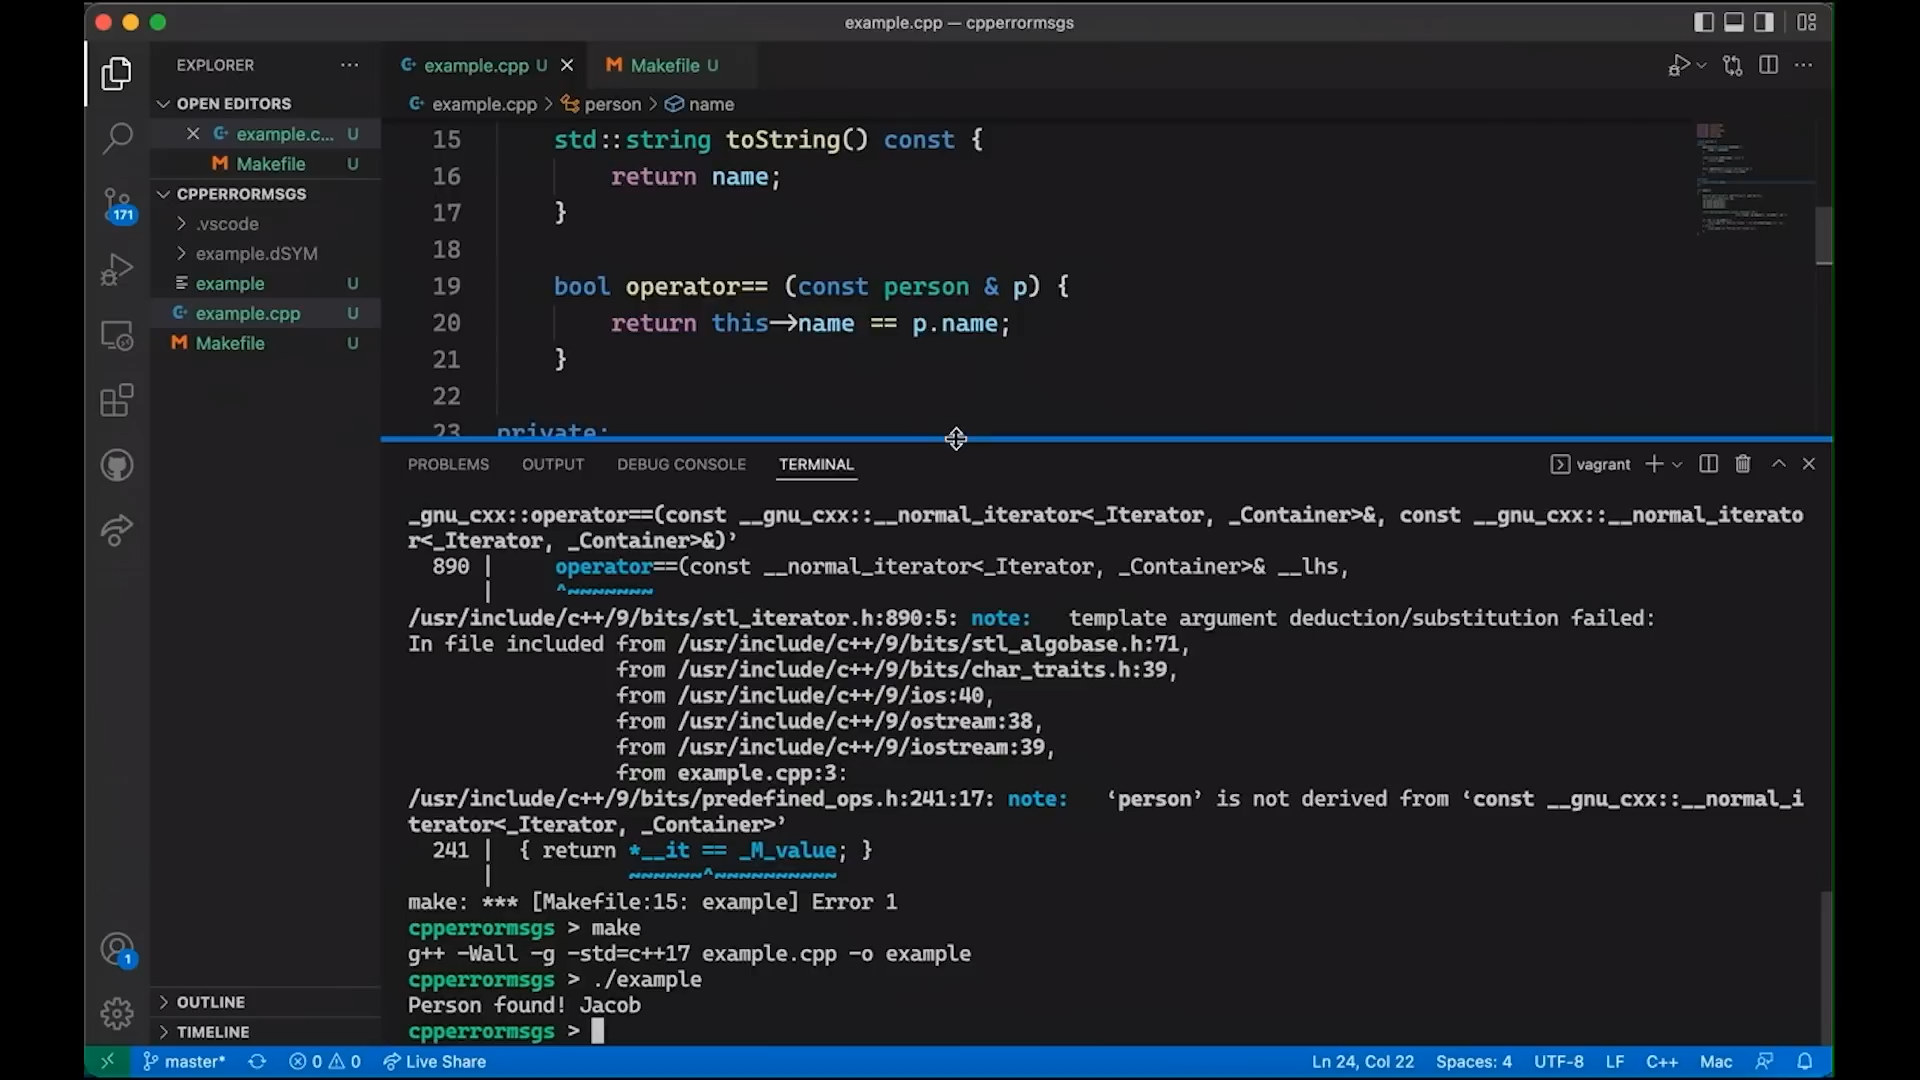 example.cpp — cpperrormsgs
EXPLORER
OPEN EDITORS
example.c... U
Makefile U
CPPERRORMSGS
.vscode
example.dSYM
example U
example.cpp U
Makefile U
OUTLINE
TIMELINE
171
1
example.cpp U
Makefile U
example.cpp > person > name
15 std::string toString() const {
16 return name;
17 }
18
19 bool operator== (const person & p) {
20 return this->name == p.name;
21 }
22
23 private:
PROBLEMS OUTPUT DEBUG CONSOLE TERMINAL
vagrant
_gnu_cxx::operator==(const __gnu_cxx::__normal_iterator<_Iterator, _Container>&, const __gnu_cxx::__normal_iterato
r<_Iterator, _Container>&)’
890 | operator==(const __normal_iterator<_Iterator, _Container>& __lhs,
| ^~~~~~~~
/usr/include/c++/9/bits/stl_iterator.h:890:5: note: template argument deduction/substitution failed:
In file included from /usr/include/c++/9/bits/stl_algobase.h:71,
from /usr/include/c++/9/bits/char_traits.h:39,
from /usr/include/c++/9/ios:40,
from /usr/include/c++/9/ostream:38,
from /usr/include/c++/9/iostream:39,
from example.cpp:3:
/usr/include/c++/9/bits/predefined_ops.h:241:17: note: ‘person’ is not derived from ‘const __gnu_cxx::__normal_i
terator<_Iterator, _Container>’
241 | { return *__it == _M_value; }
| ~~~~~~^~~~~~~~~~~
make: *** [Makefile:15: example] Error 1
cpperrormsgs > make
g++ -Wall -g -std=c++17 example.cpp -o example
cpperrormsgs > ./example
Person found! Jacob
cpperrormsgs >
master* 0 0 Live Share
Ln 24, Col 22 Spaces: 4 UTF-8 LF C++ Mac